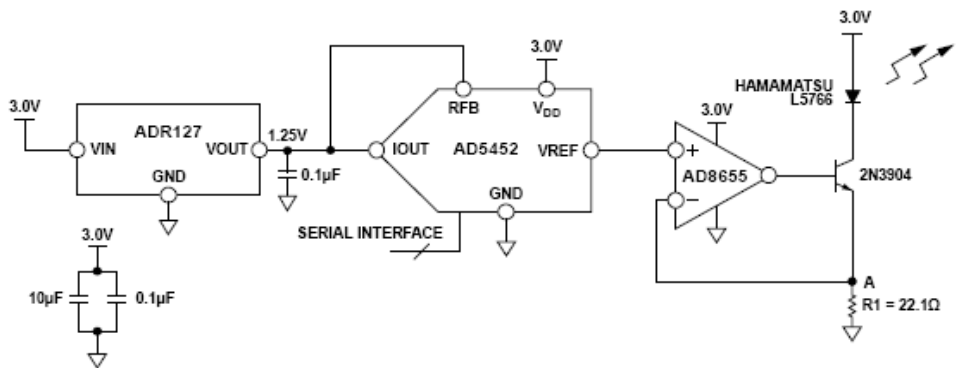 3.0V
ADR127
VIN
VOUT
GND
1.25V
0.1µF
3.0V
10µF
0.1µF
3.0V
RFB
VDD
IOUT
AD5452
VREF
GND
SERIAL INTERFACE
3.0V
+
AD8655
−
3.0V
HAMAMATSU
L5766
2N3904
A
R1 = 22.1Ω